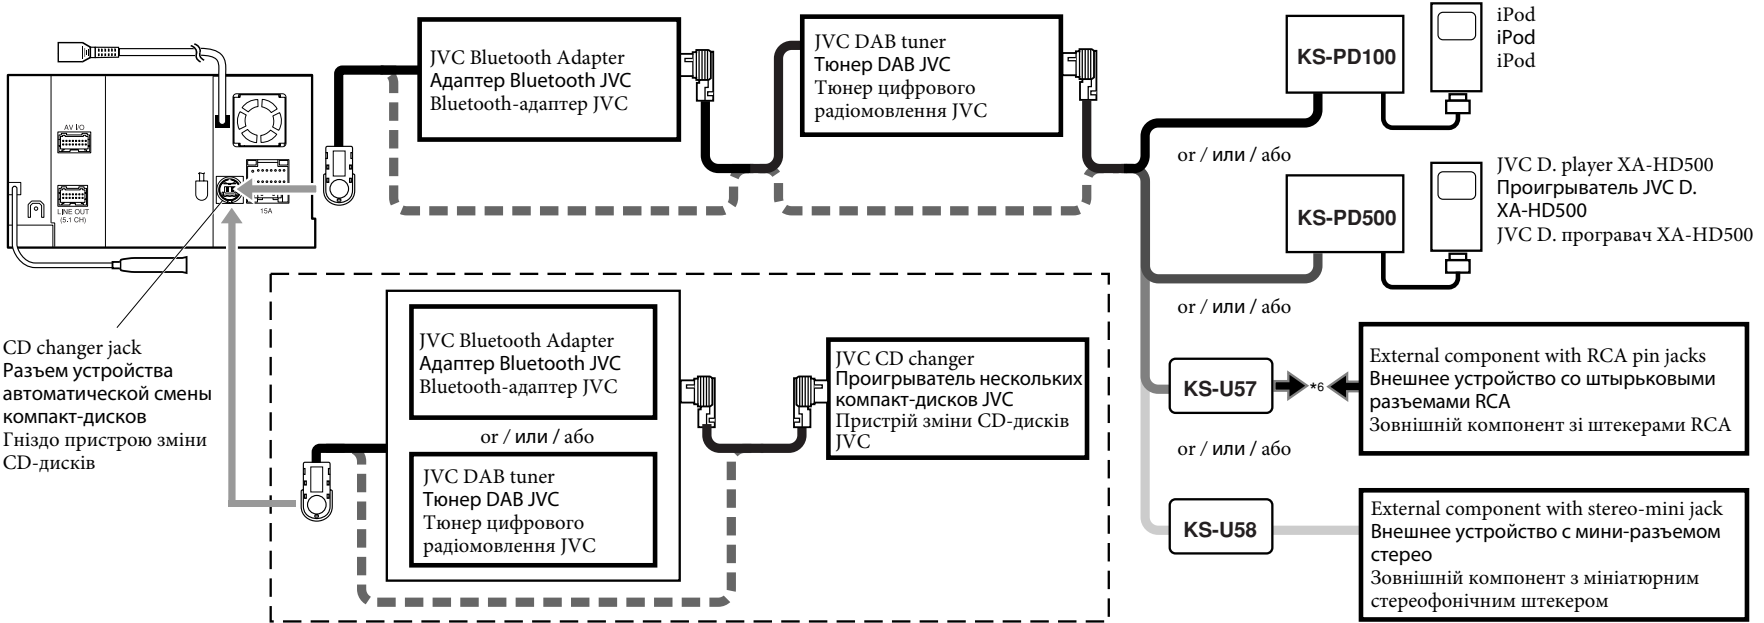 AV I/O
LINE OUT
(5.1 CH)
15A
CD changer jack
Разъем устройства
автоматической смены
компакт-дисков
Гніздо пристрою зміни
CD-дисків
JVC Bluetooth Adapter
Адаптер Bluetooth JVC
Bluetooth-адаптер JVC
JVC DAB tuner
Тюнер DAB JVC
Тюнер цифрового
радіомовлення JVC
KS-PD100
iPod
iPod
iPod
or / или / або
KS-PD500
JVC D. player XA-HD500
Проигрыватель JVC D.
XA-HD500
JVC D. програвач XA-HD500
or / или / або
KS-U57
*6
External component with RCA pin jacks
Внешнее устройство со штырьковыми
разъемами RCA
Зовнішній компонент зі штекерами RCA
or / или / або
KS-U58
External component with stereo-mini jack
Внешнее устройство с мини-разъемом
стерео
Зовнішній компонент з мініатюрним
стереофонічним штекером
JVC Bluetooth Adapter
Адаптер Bluetooth JVC
Bluetooth-адаптер JVC
or / или / або
JVC DAB tuner
Тюнер DAB JVC
Тюнер цифрового
радіомовлення JVC
JVC CD changer
Проигрыватель нескольких
компакт-дисков JVC
Пристрій зміни CD-дисків
JVC